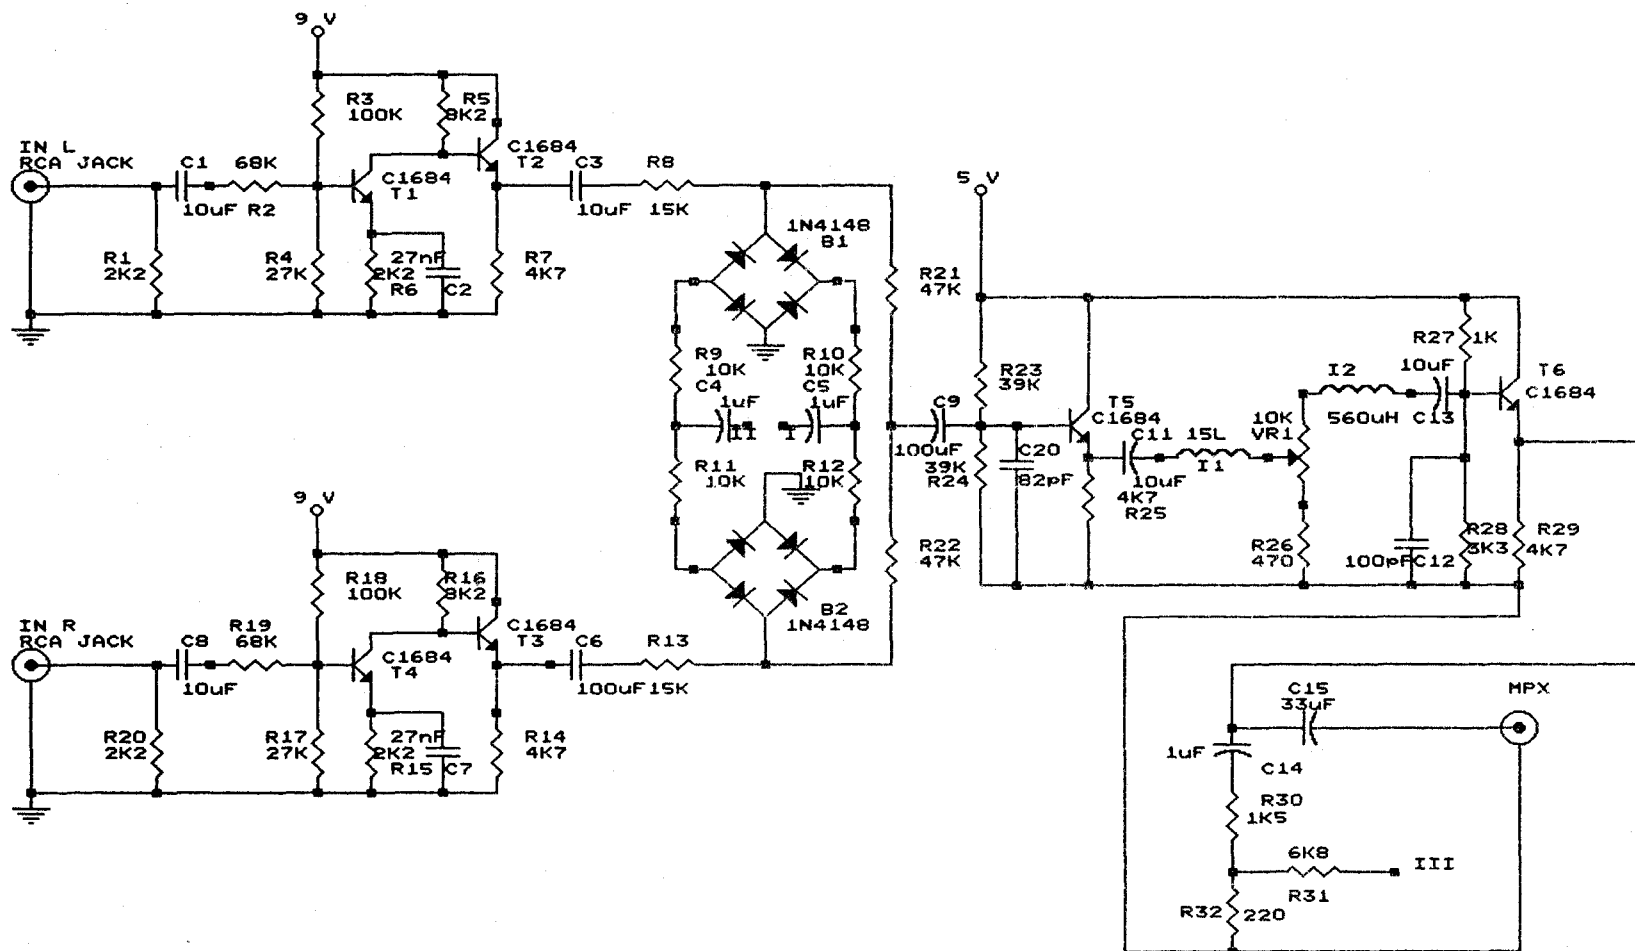 9 V
R3
100K
R5
8K2
IN L
RCA JACK
C1
68K
C1684
T2
C3
R8
10uF
R2
C1684
T1
10uF
15K
5 V
1N4148
B1
R1
2K2
R4
27K
27nF
2K2
R6
C2
R7
4K7
R21
47K
R9
10K
R10
10K
C4
1uF
C5
1uF
II
I
R11
10K
R12
10K
R23
39K
C9
100uF
39K
R24
C20
82pF
T5
C1684
C11
15L
I1
10uF
4K7
R25
10K
VR1
I2
560uH
R27
1K
10uF
C13
T6
C1684
R26
470
100pF
C12
R28
3K3
R29
4K7
R22
47K
9 V
R18
100K
R16
8K2
IN R
RCA JACK
C8
R19
68K
C1684
T3
C6
R13
10uF
C1684
T4
100uF
15K
B2
1N4148
R20
2K2
R17
27K
27nF
2K2
R15
C7
R14
4K7
C15
33uF
MPX
1uF
C14
R30
1K5
6K8
III
R31
R32
220